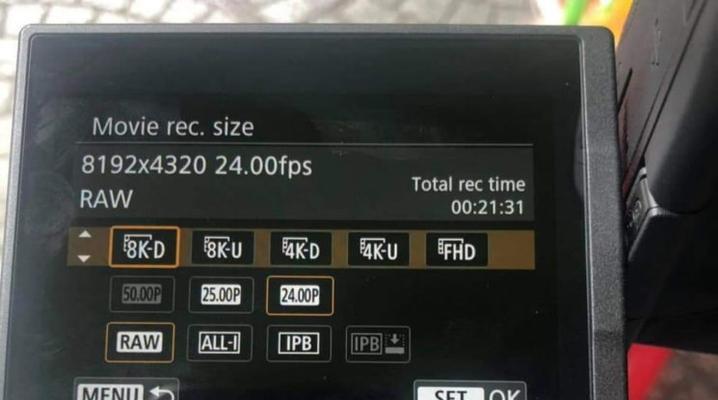 Movie rec. size
8192x4320 24.00fps
RAW
Total rec time
00:21:31
8K-D 8K-U 4K-D 4K-U FHD
50.00P 25.00P 24.00P
RAW ALL-I IPB IPB
MENU SET OK